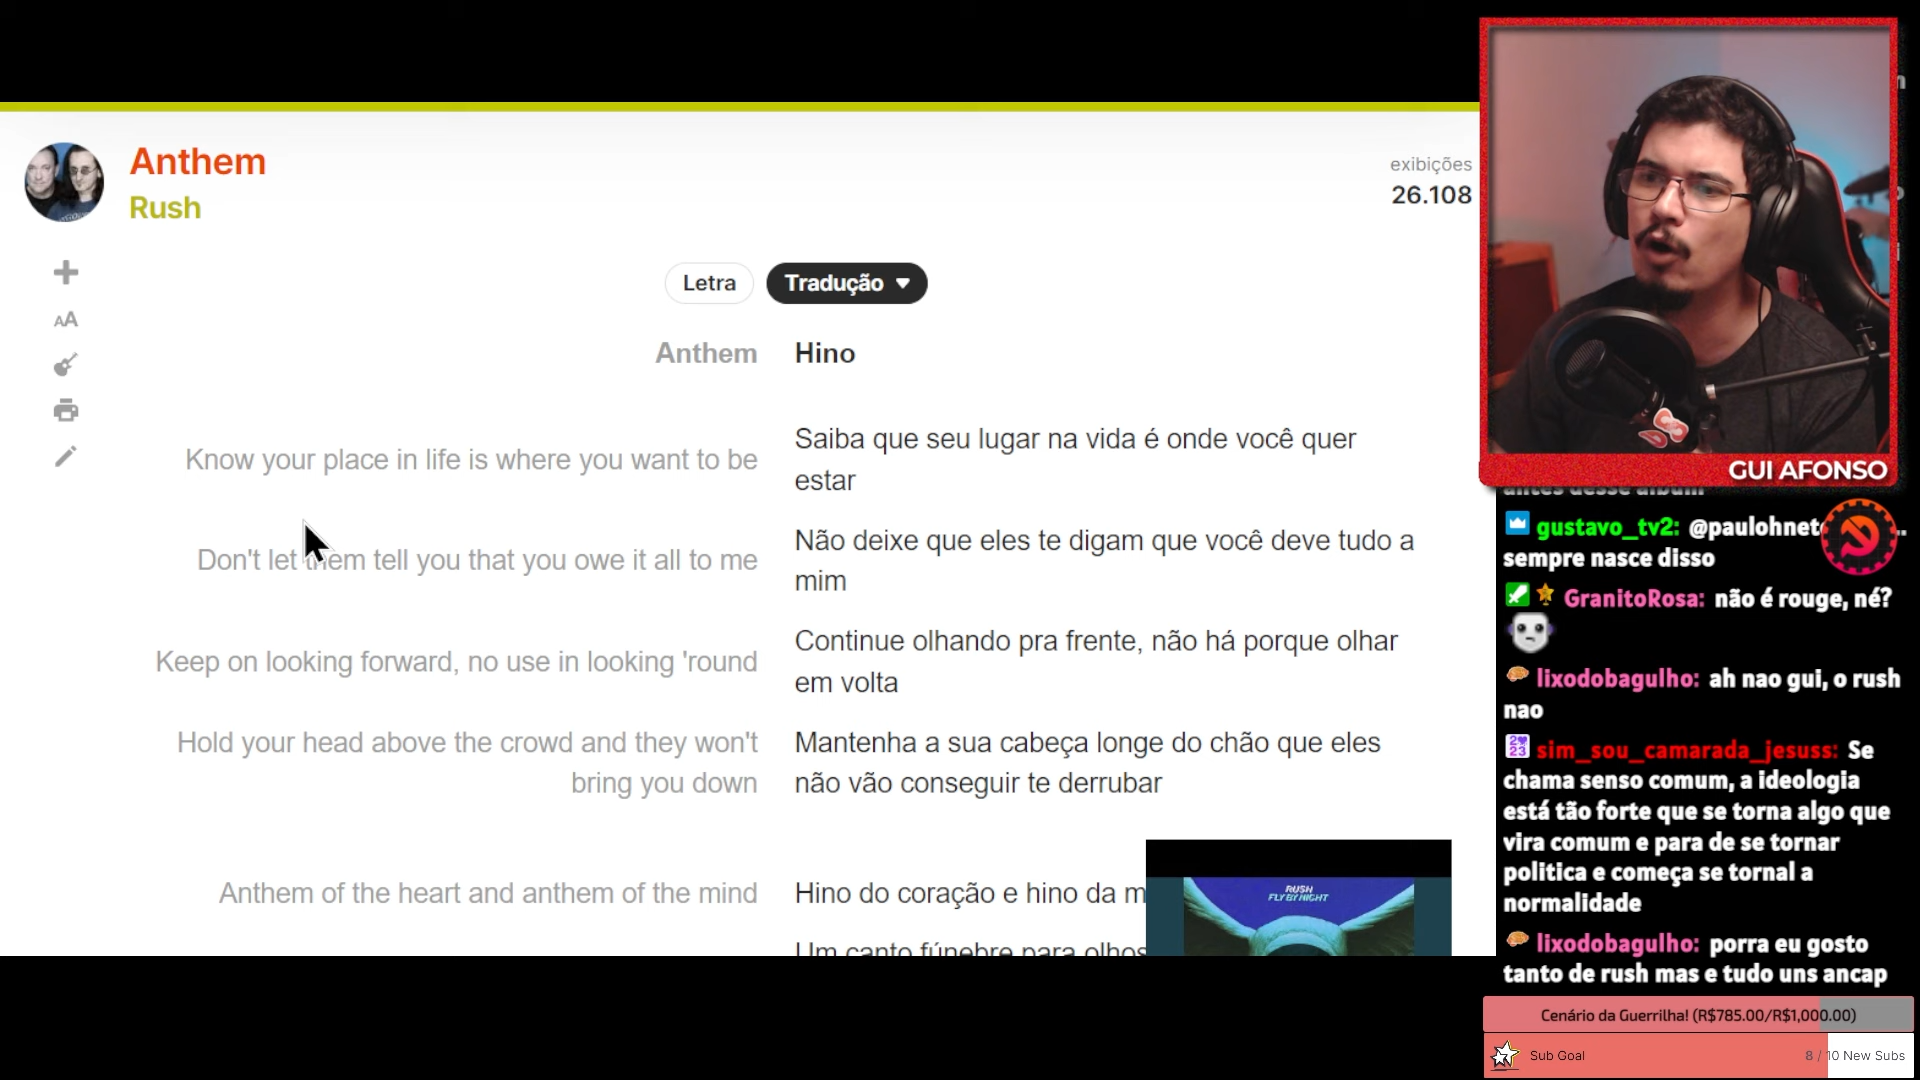 Anthem
Rush
exibições
26.108
Letra
Tradução
Anthem
Hino
Know your place in life is where you want to be
Saiba que seu lugar na vida é onde você quer
estar
Don't let them tell you that you owe it all to me
Não deixe que eles te digam que você deve tudo a
mim
Keep on looking forward, no use in looking 'round
Continue olhando pra frente, não há porque olhar
em volta
Hold your head above the crowd and they won't
bring you down
Mantenha a sua cabeça longe do chão que eles
não vão conseguir te derrubar
Anthem of the heart and anthem of the mind
Hino do coração e hino da m
Um canto fúnebre para olhos
RUSH
FLY BY NIGHT
GUI AFONSO
antes desse album
gustavo_tv2: @paulohnet
sempre nasce disso
GranitoRosa: não é rouge, né?
lixodobagulho: ah nao gui, o rush
nao
sim_sou_camarada_jesuss: Se
chama senso comum, a ideologia
está tão forte que se torna algo que
vira comum e para de se tornar
politica e começa se tornal a
normalidade
lixodobagulho: porra eu gosto
tanto de rush mas e tudo uns ancap
Cenário da Guerrilha! (R$785.00/R$1,000.00)
Sub Goal
8 / 10 New Subs